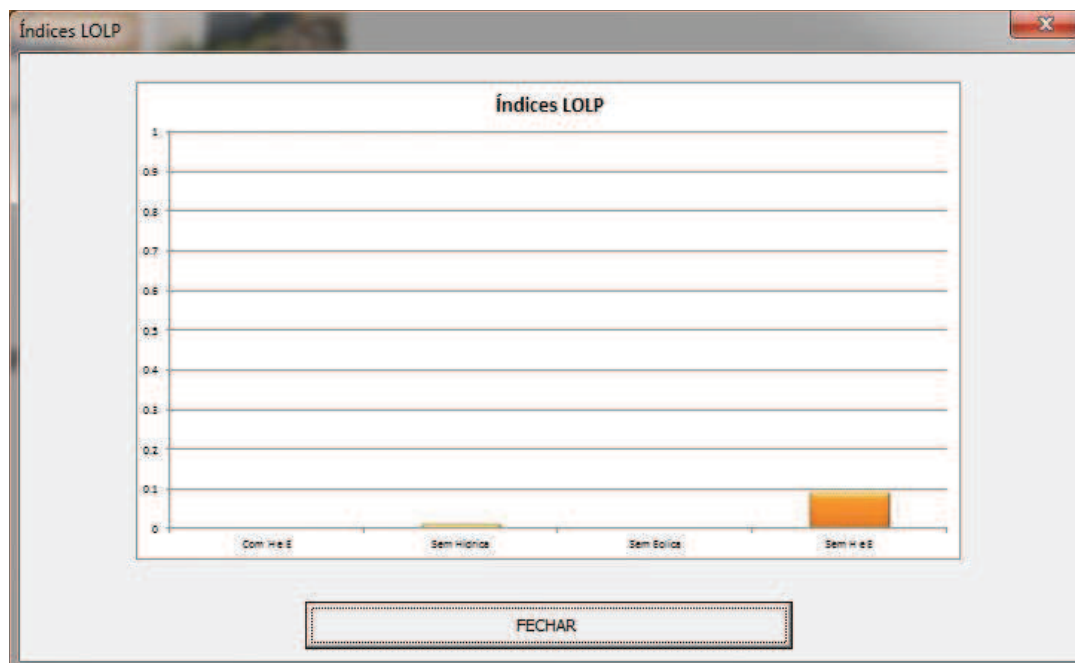 Índices LOLP
Índices LOLP
1
0.9
0.8
0.7
0.6
0.5
0.4
0.3
0.2
0.1
0
Com H e E
Sem Hidrica
Sem Eolica
Sem H e E
FECHAR